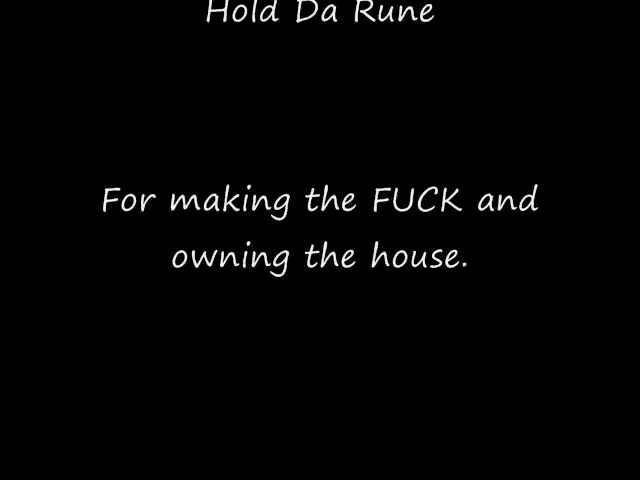 Hold Da Rune
For making the FUCK and
owning the house.